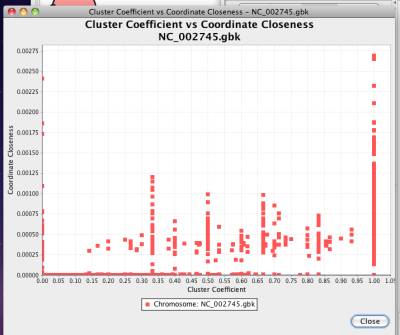 Cluster Coefficient vs Coordinate Closeness - NC_002745.gbk
Cluster Coefficient vs Coordinate Closeness
NC_002745.gbk
0.00275
0.00250
0.00225
0.00200
0.00175
0.00150
0.00125
0.00100
0.00075
0.00050
0.00025
0.00000
Coordinate Closeness
0.00 0.05 0.10 0.15 0.20 0.25 0.30 0.35 0.40 0.45 0.50 0.55 0.60 0.65 0.70 0.75 0.80 0.85 0.90 0.95 1.00 1.05
Cluster Coefficient
Chromosome: NC_002745.gbk
Close